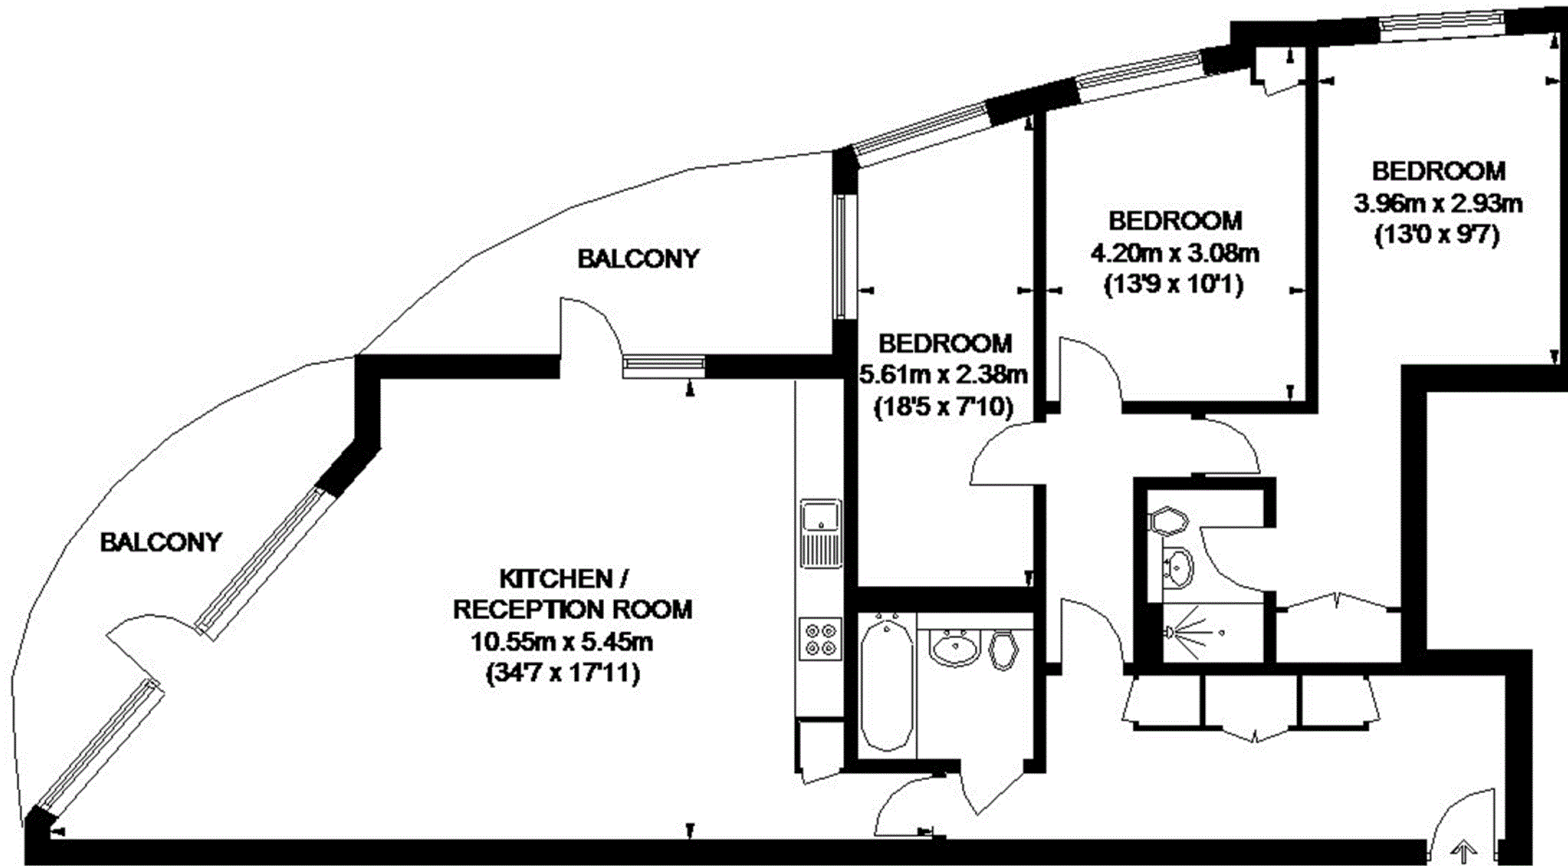 BEDROOM
3.96m x 2.93m
(13'0 x 9'7)
BEDROOM
4.20m x 3.08m
(13'9 x 10'1)
BALCONY
BEDROOM
5.61m x 2.38m
(18'5 x 7'10)
BALCONY
KITCHEN /
RECEPTION ROOM
10.55m x 5.45m
(34'7 x 17'11)